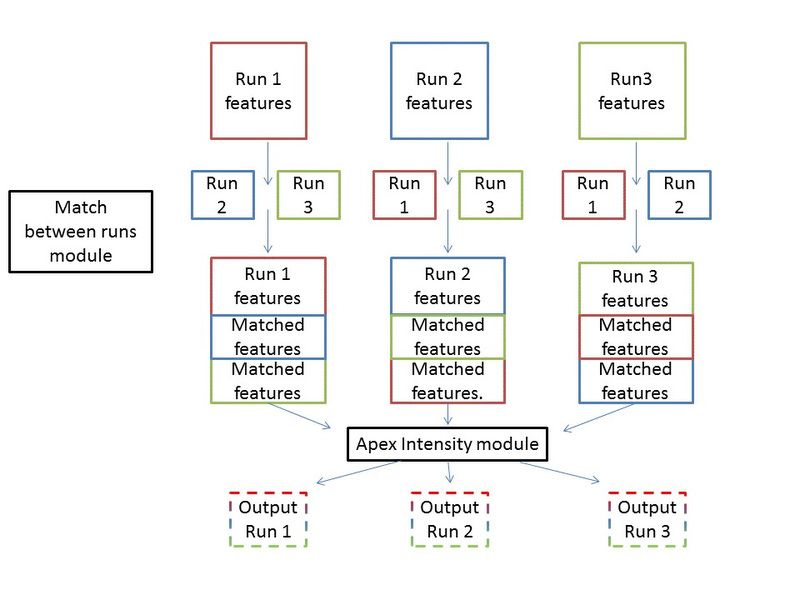 Run 1
features
Run 2
features
Run3
features
Match
between runs
module
Run
2
Run
3
Run
1
Run
3
Run
1
Run
2
Run 1
features
Matched
features
Matched
features
Run 2
features
Matched
features
Matched
features.
Run 3
features
Matched
features
Matched
features
Apex Intensity module
Output
Run 1
Output
Run 2
Output
Run 3